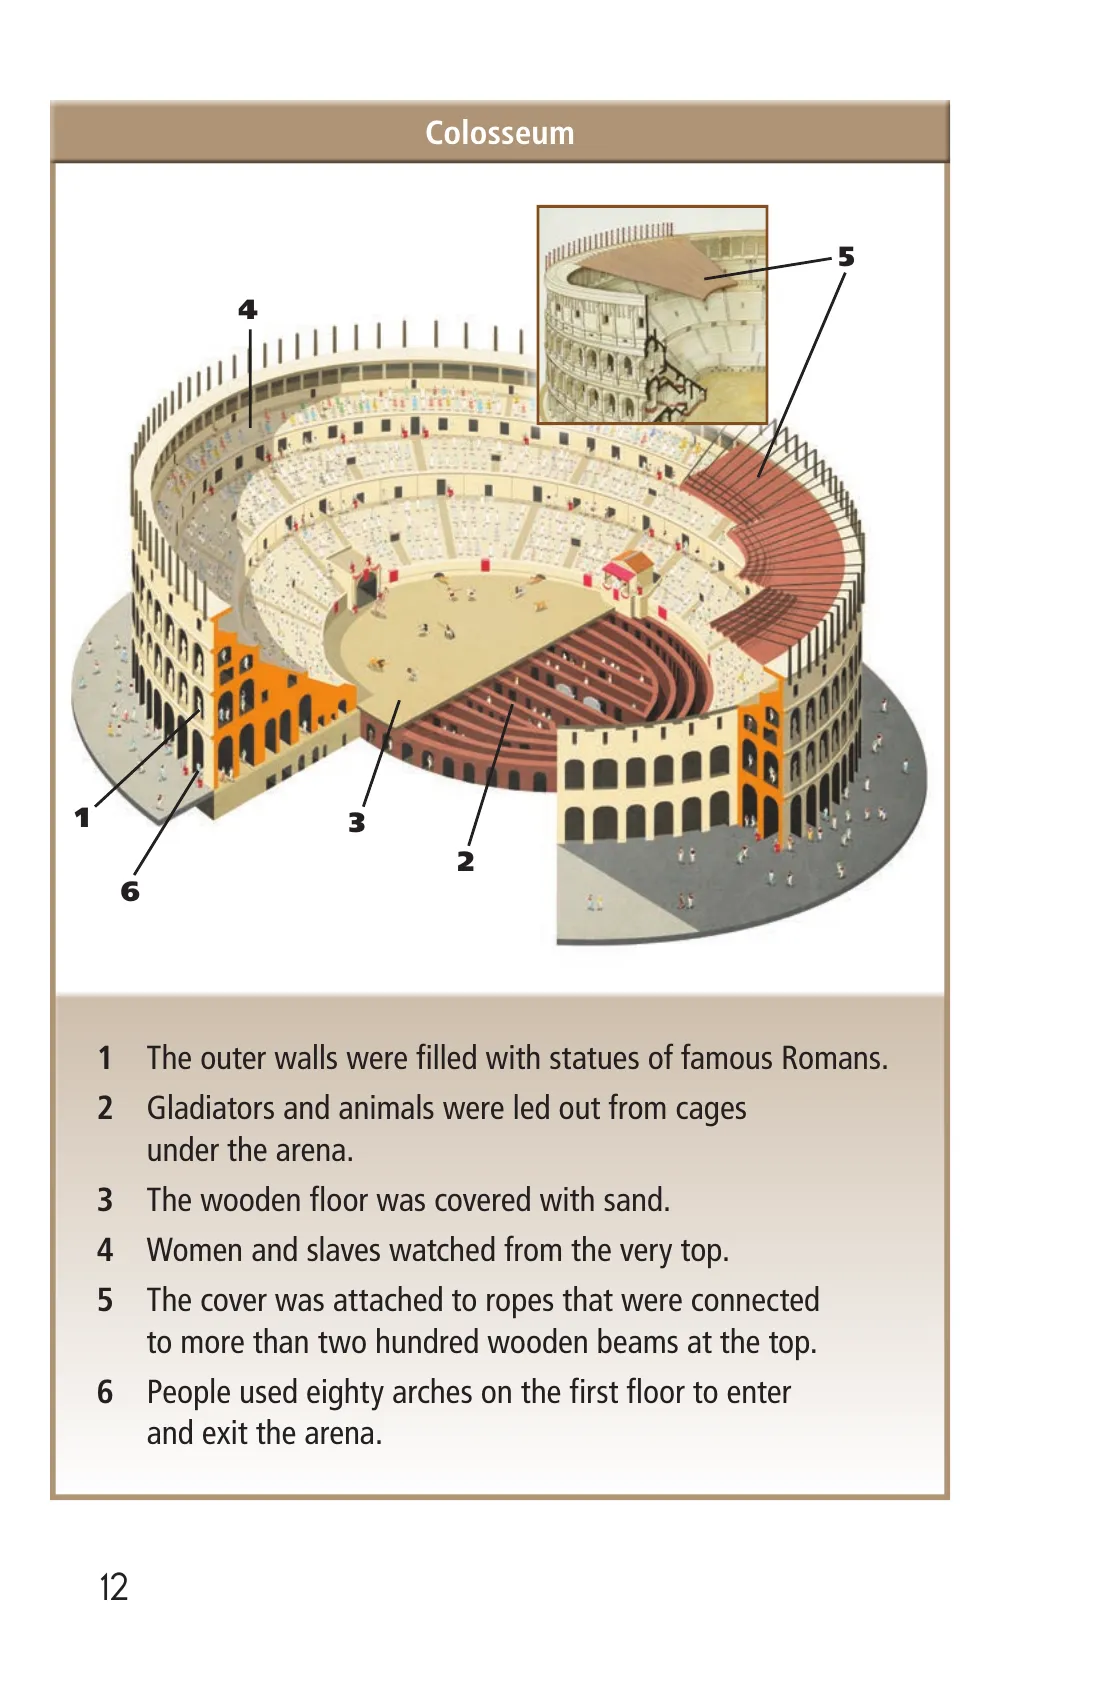 Colosseum
5
4
1
3
2
6
1 The outer walls were filled with statues of famous Romans.
2 Gladiators and animals were led out from cages
under the arena.
3 The wooden floor was covered with sand.
4 Women and slaves watched from the very top.
5 The cover was attached to ropes that were connected
to more than two hundred wooden beams at the top.
6 People used eighty arches on the first floor to enter
and exit the arena.
12